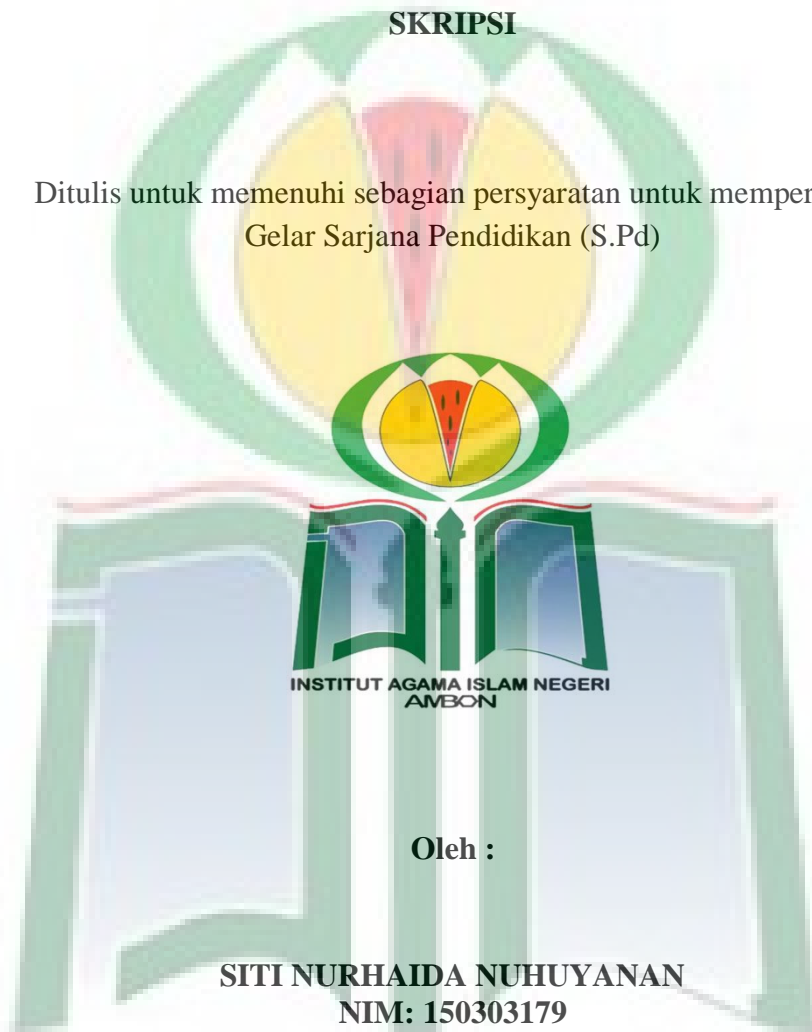 SKRIPSI
Ditulis untuk memenuhi sebagian persyaratan untuk memper
Gelar Sarjana Pendidikan (S.Pd)
INSTITUT AGAMA ISLAM NEGERI
AMBON
Oleh :
SITI NURHAIDA NUHUYANAN
NIM: 150303179